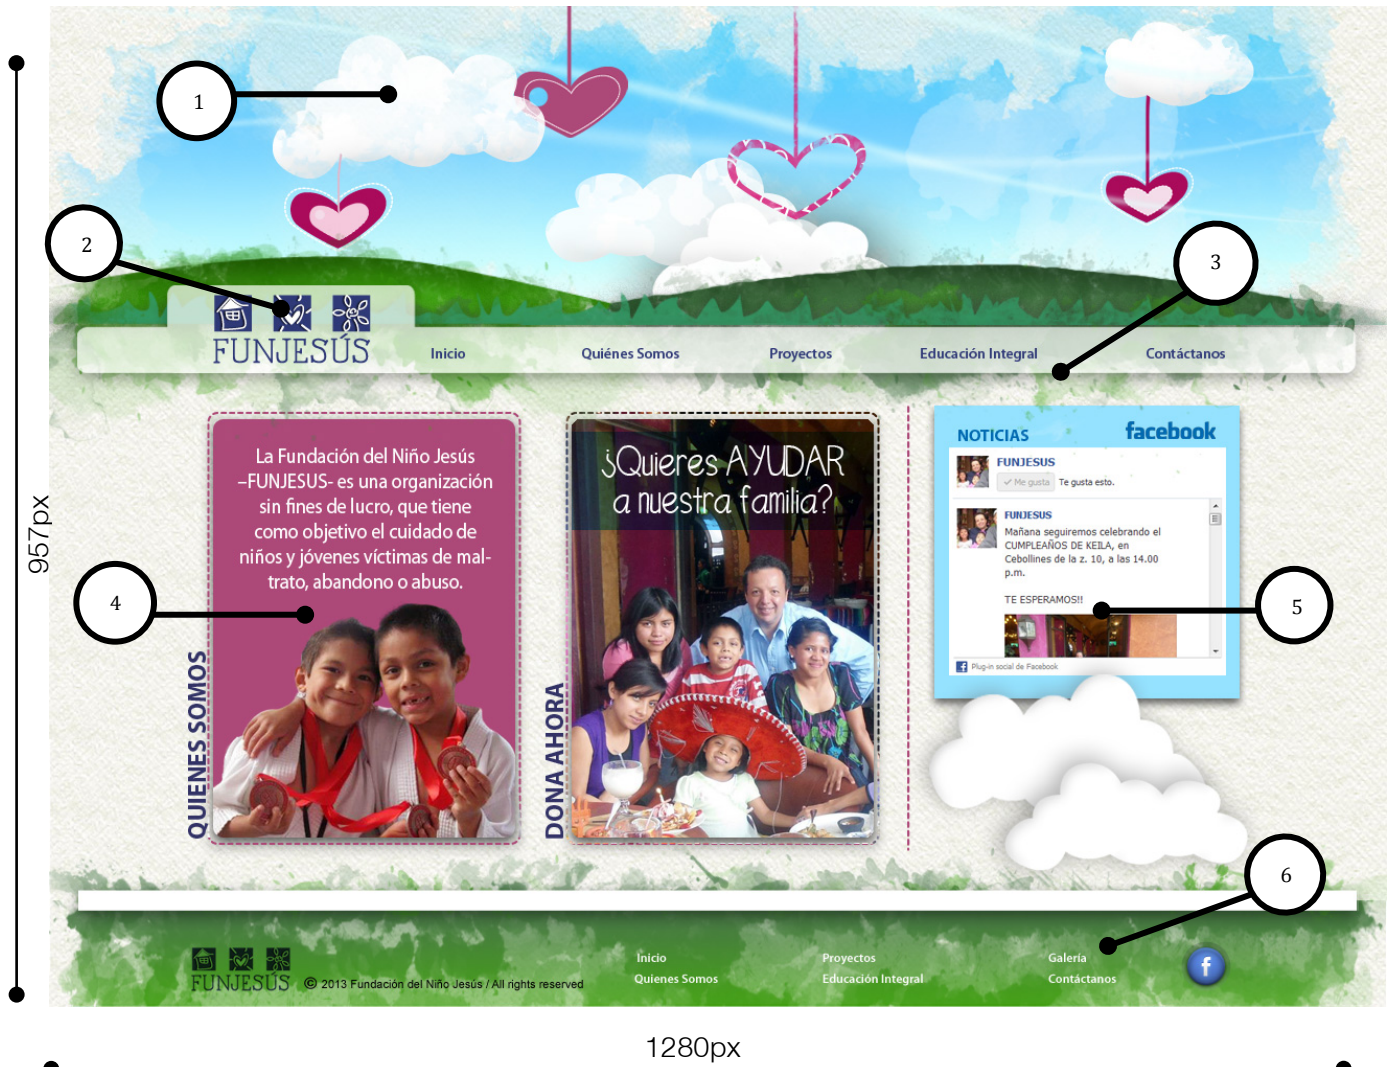 1
2
3
FUNJESÚS
Inicio
Quiénes Somos
Proyectos
Educación Integral
Contáctanos
957px
4
QUIENES SOMOS
La Fundación del Niño Jesús
–FUNJESUS- es una organización
sin fines de lucro, que tiene
como objetivo el cuidado de
niños y jóvenes víctimas de mal-
trato, abandono o abuso.
DONA AHORA
¿Quieres AYUDAR
a nuestra familia?
NOTICIAS
facebook
FUNJESUS
Me gusta
Te gusta esto.
FUNJESUS
Mañana seguiremos celebrando el
CUMPLEAÑOS DE KEILA, en
Cebollines de la z. 10, a las 14.00
p.m.
TE ESPERAMOS!!
f Plug-in social de Facebook
5
6
FUNJESÚS
© 2013 Fundación del Niño Jesús / All rights reserved
Inicio
Quienes Somos
Proyectos
Educación Integral
Galería
Contáctanos
f
1280px